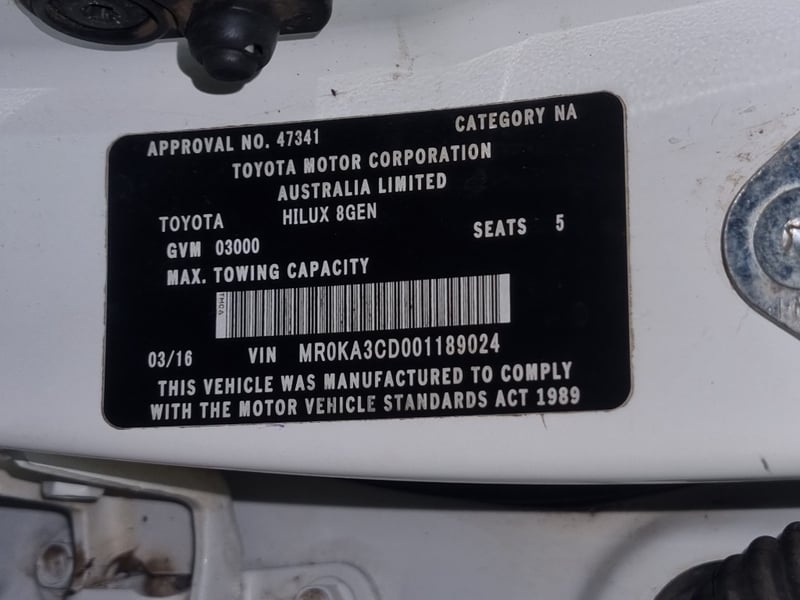 APPROVAL NO. 47341 CATEGORY NA
TOYOTA MOTOR CORPORATION
AUSTRALIA LIMITED
TOYOTA HILUX 8GEN
GVM 03000 SEATS 5
MAX. TOWING CAPACITY
TMCA
03/16 VIN MR0KA3CD001189024
THIS VEHICLE WAS MANUFACTURED TO COMPLY
WITH THE MOTOR VEHICLE STANDARDS ACT 1989